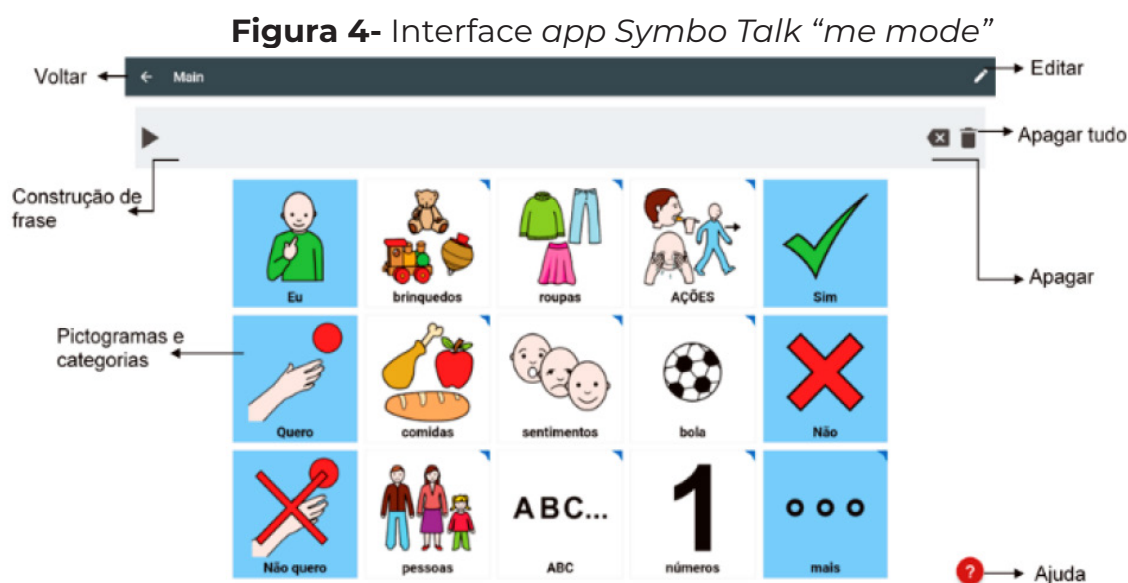 Figura 4- Interface app Symbo Talk “me mode”
Voltar
Main
Editar
Apagar tudo
Construção de
frase
Eu
brinquedos
roupas
AÇÕES
Sim
Apagar
Pictogramas e
categorias
Quero
comidas
sentimentos
bola
Não
ABC...
1
Não quero
pessoas
ABC
números
mais
?
Ajuda